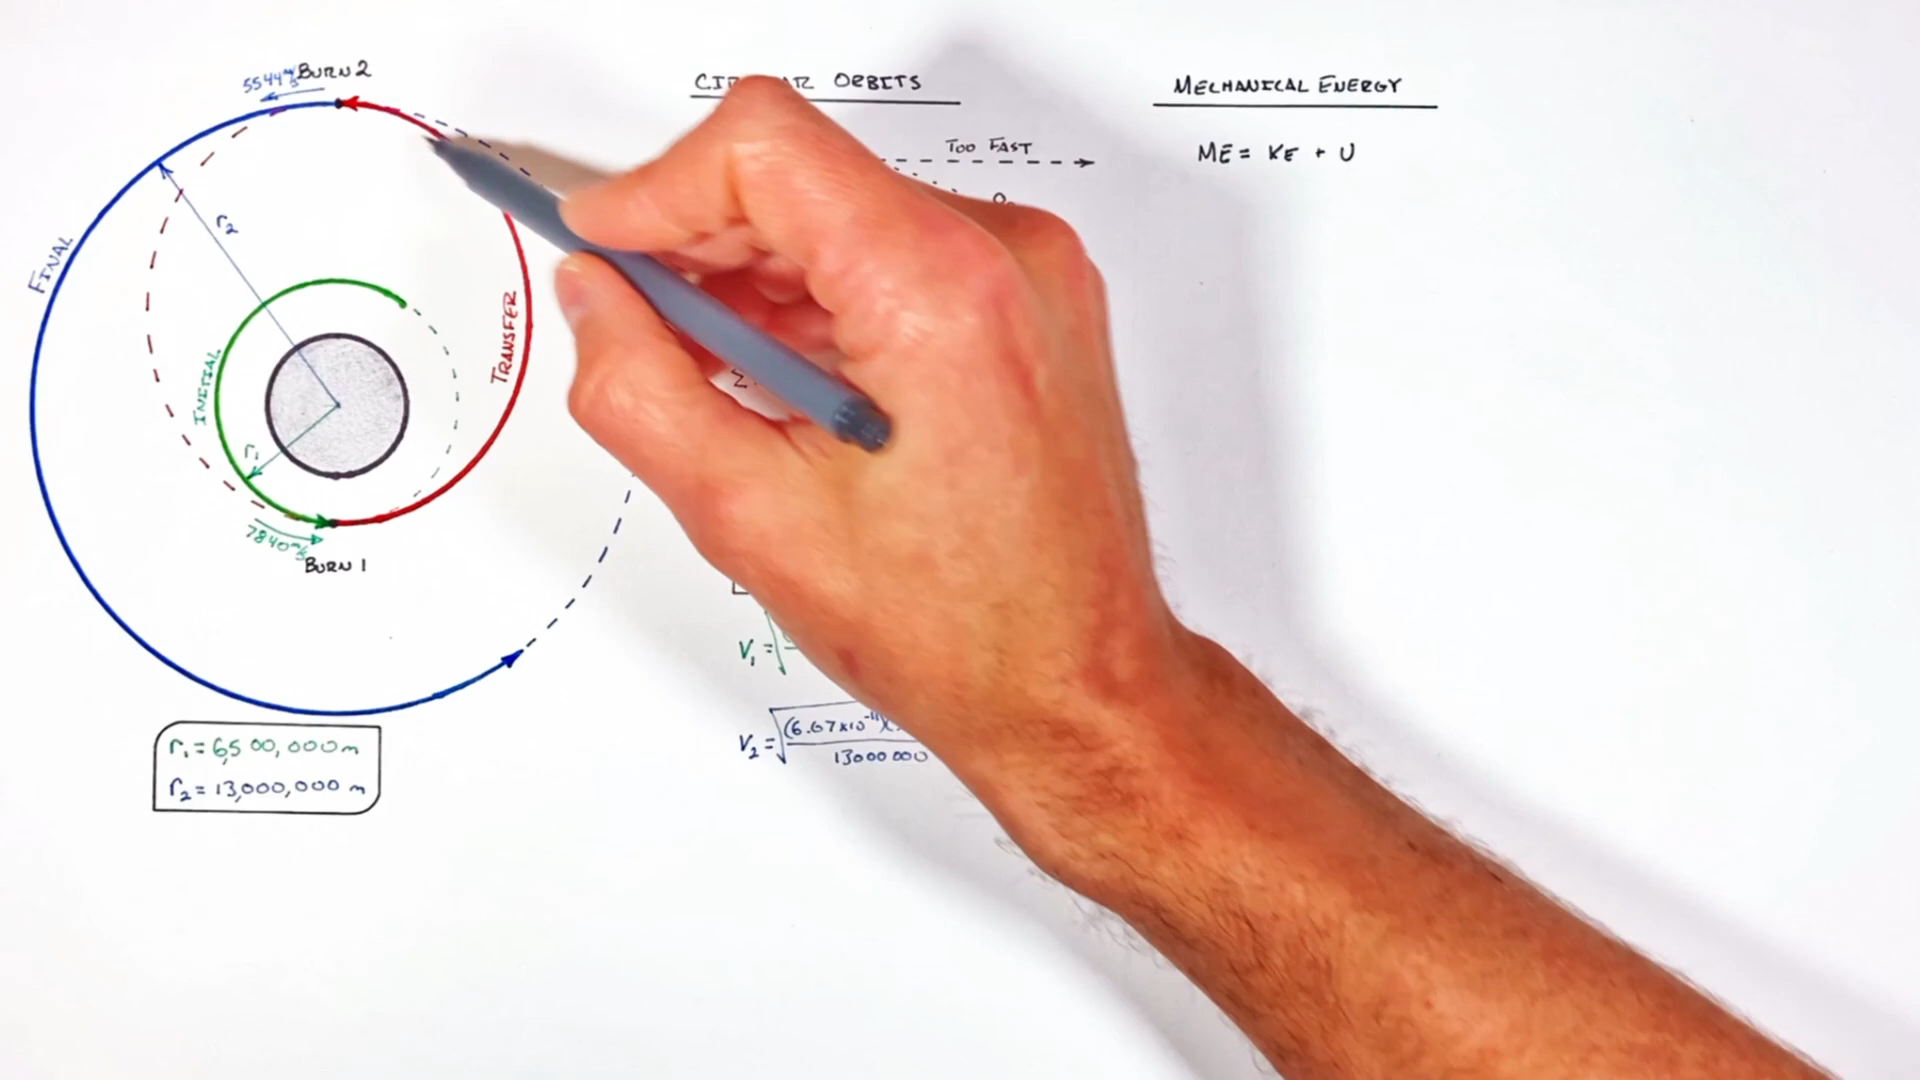 5544 m/s
BURN 2
FINAL
r2
INITIAL
r1
TRANSFER
7840 m/s
BURN 1
r1 = 6,500,000 m
r2 = 13,000,000 m
ORBITS
TOO FAST
Σ
V1 = √
V2 = √(6.67x10^-11)(
13000000
MECHANICAL ENERGY
ME = KE + U